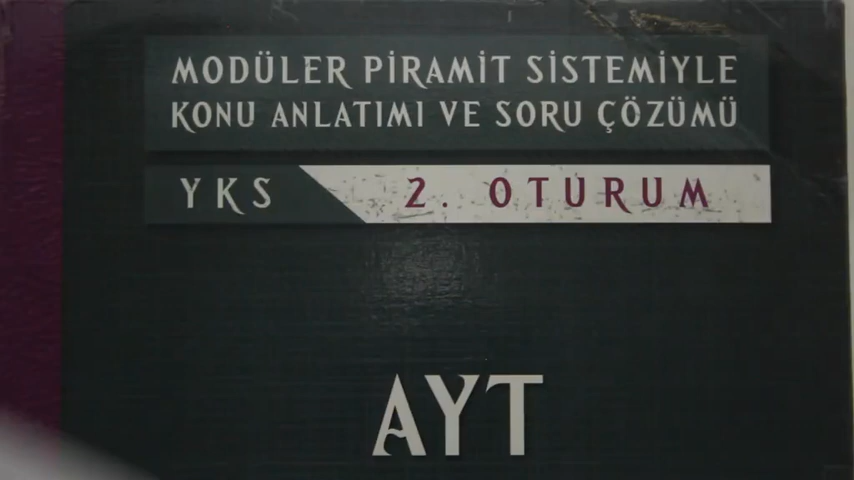 MODÜLER PİRAMİT SİSTEMİYLE
KONU ANLATIMI VE SORU ÇÖZÜMÜ
YKS 2. OTURUM
AYT